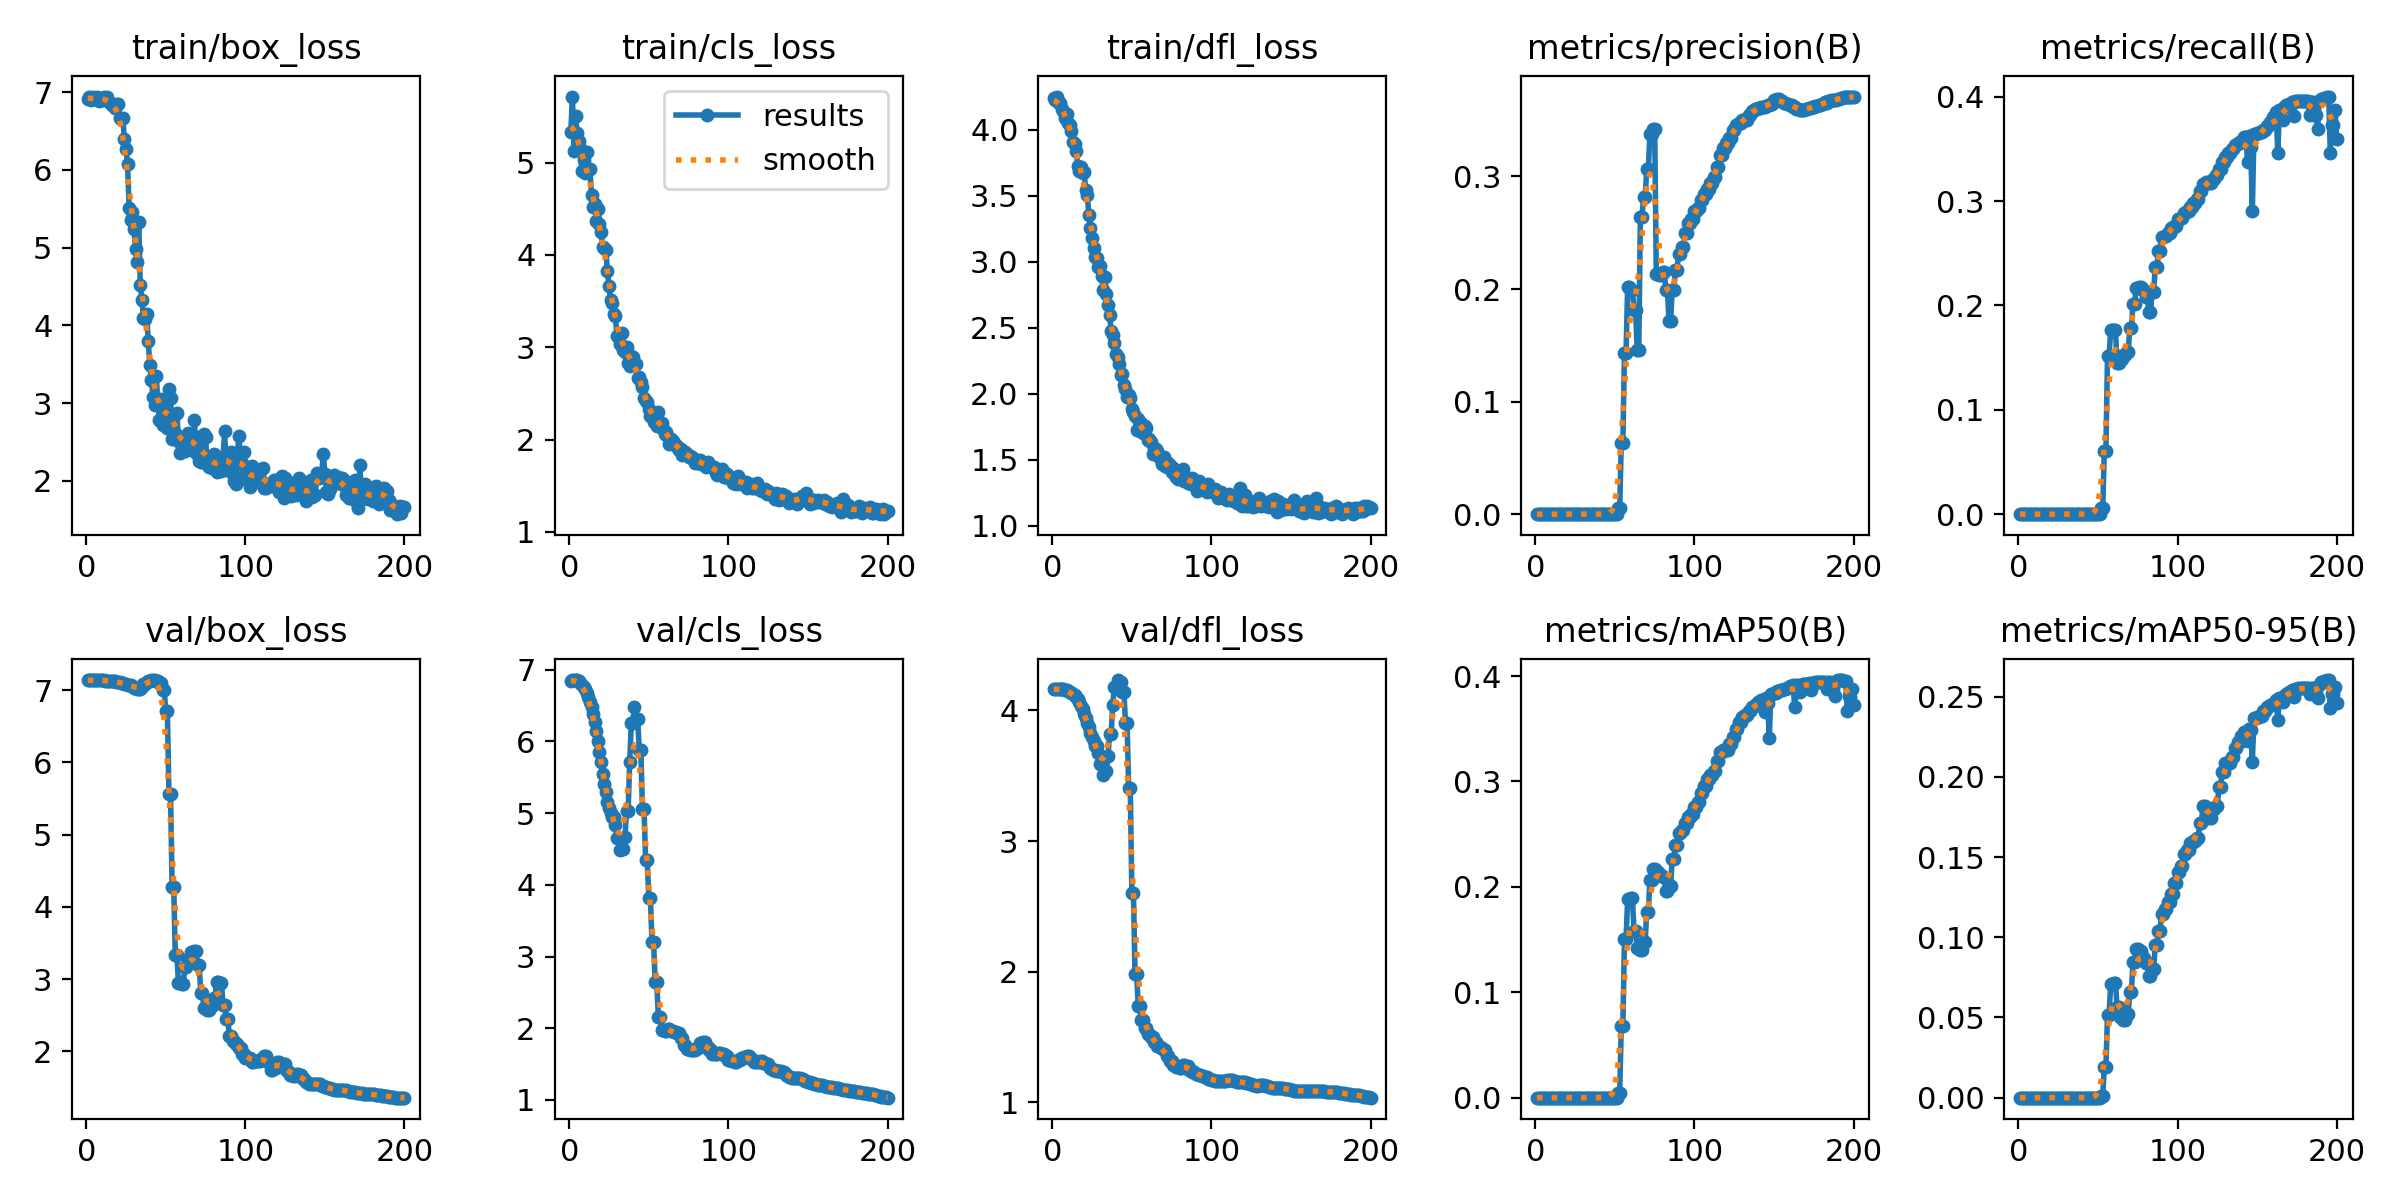 train/box_loss
7
6
5
4
3
2
0 100 200
train/cls_loss
results
smooth
5
4
3
2
1
0 100 200
train/dfl_loss
4.0
3.5
3.0
2.5
2.0
1.5
1.0
0 100 200
metrics/precision(B)
0.3
0.2
0.1
0.0
0 100 200
metrics/recall(B)
0.4
0.3
0.2
0.1
0.0
0 100 200
val/box_loss
7
6
5
4
3
2
0 100 200
val/cls_loss
7
6
5
4
3
2
1
0 100 200
val/dfl_loss
4
3
2
1
0 100 200
metrics/mAP50(B)
0.4
0.3
0.2
0.1
0.0
0 100 200
metrics/mAP50-95(B)
0.25
0.20
0.15
0.10
0.05
0.00
0 100 200